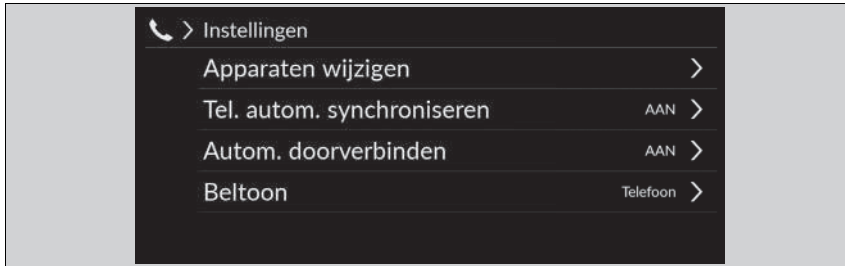 Instellingen
Apparaten wijzigen
Tel. autom. synchroniseren AAN
Autom. doorverbinden AAN
Beltoon Telefoon